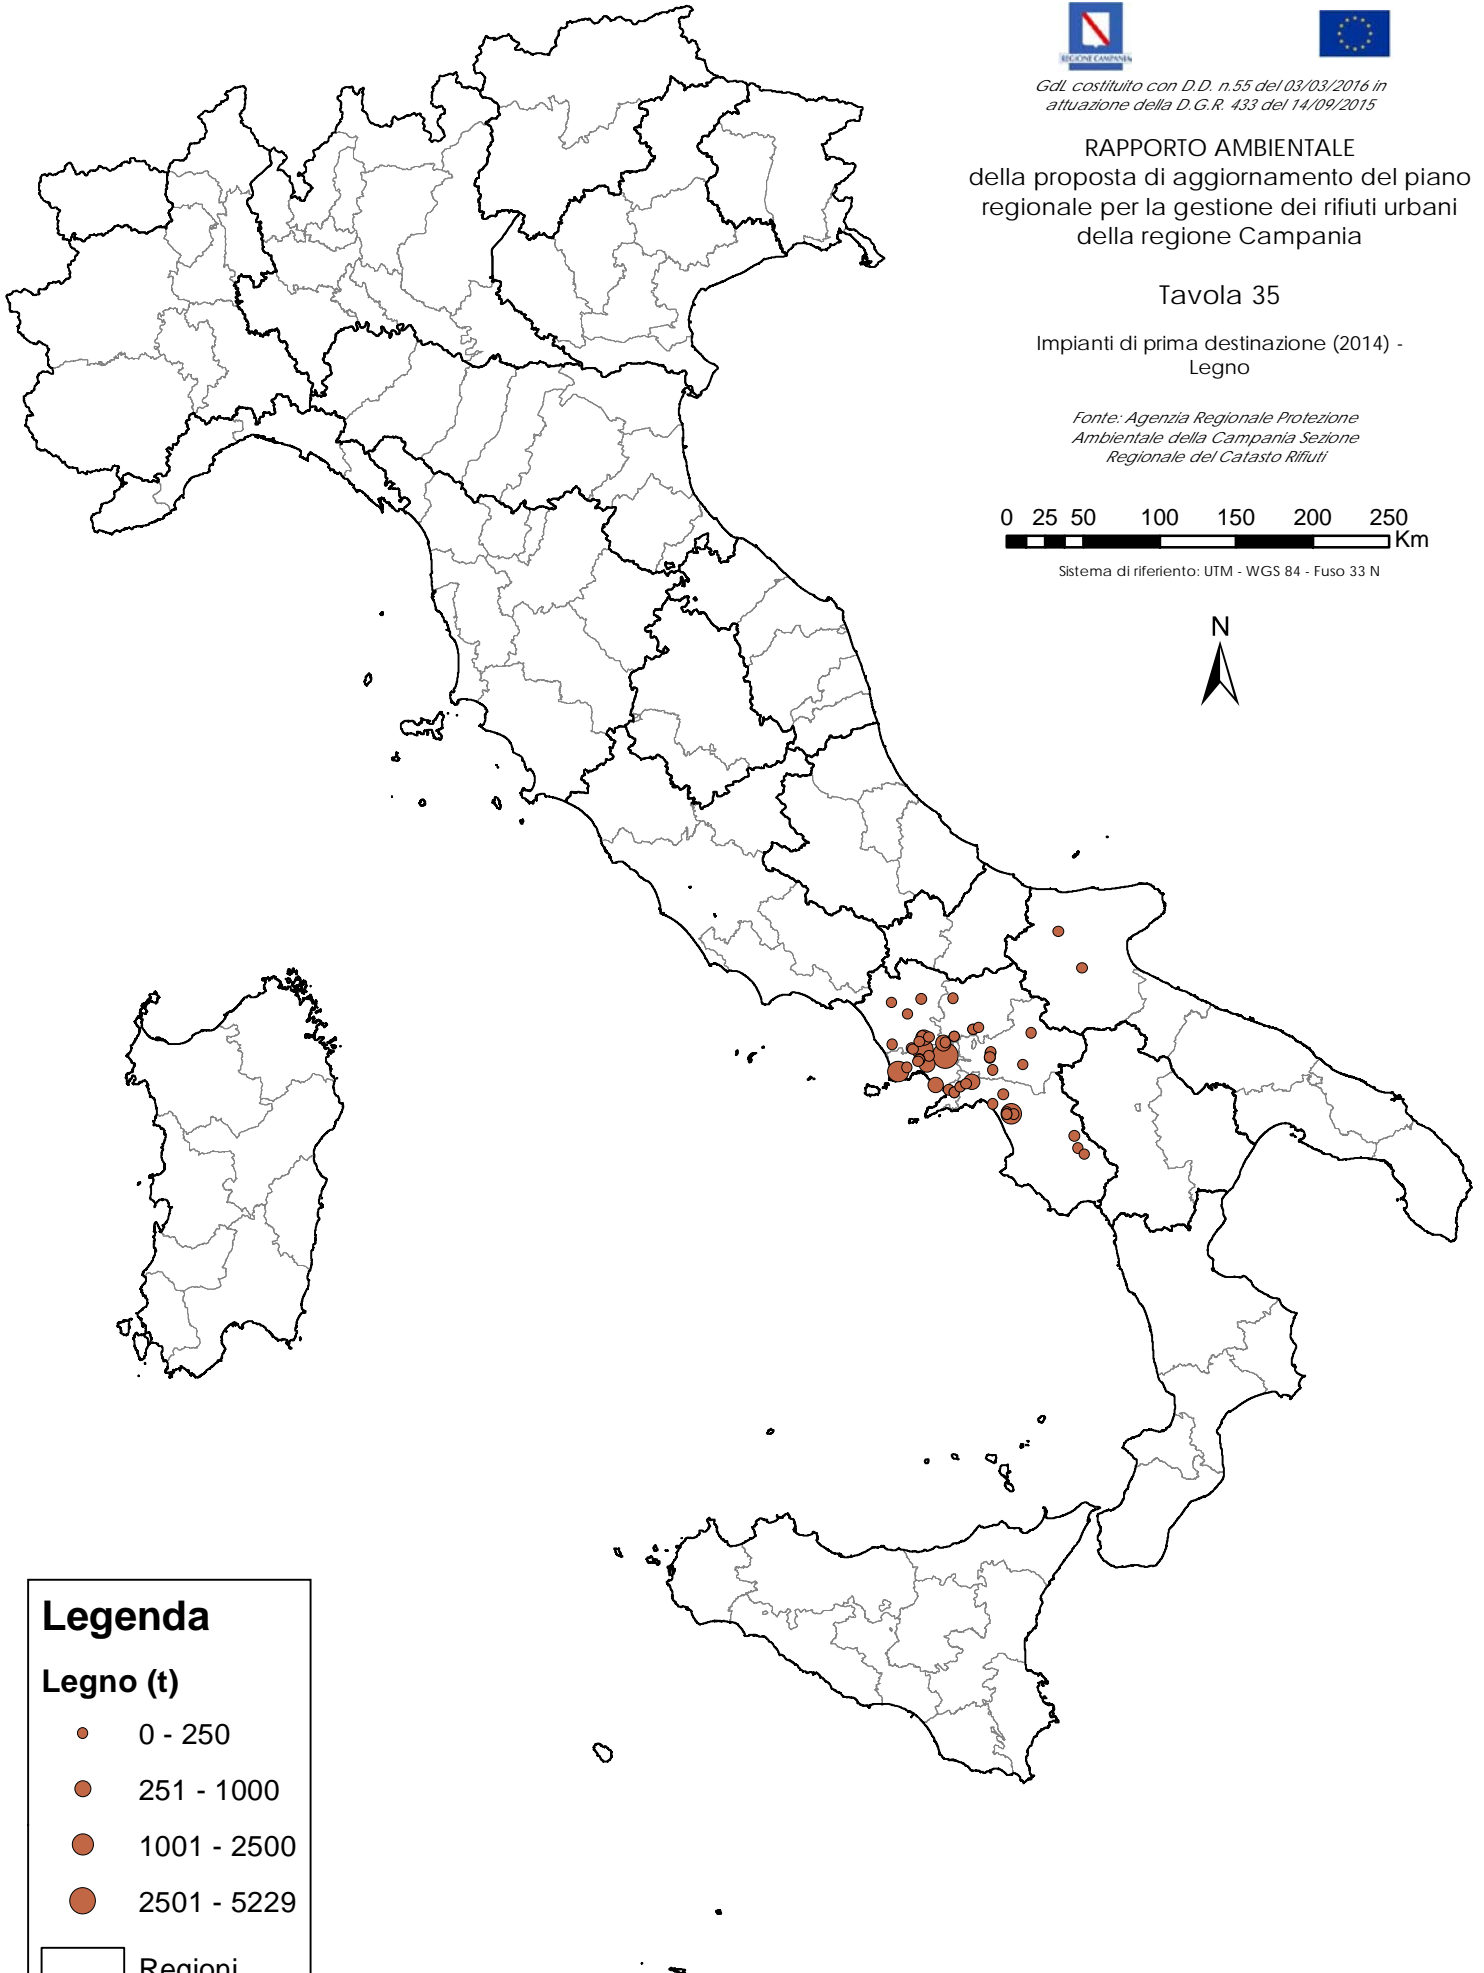 REGIONE CAMPANIA
GdL costituito con D.D. n.55 del 03/03/2016 in
attuazione della D.G.R. 433 del 14/09/2015
RAPPORTO AMBIENTALE
della proposta di aggiornamento del piano
regionale per la gestione dei rifiuti urbani
della regione Campania
Tavola 35
Impianti di prima destinazione (2014) -
Legno
Fonte: Agenzia Regionale Protezione
Ambientale della Campania Sezione
Regionale del Catasto Rifiuti
0 25 50 100 150 200 250
Km
Sistema di riferiento: UTM - WGS 84 - Fuso 33 N
N
Legenda
Legno (t)
0 - 250
251 - 1000
1001 - 2500
2501 - 5229
Regioni